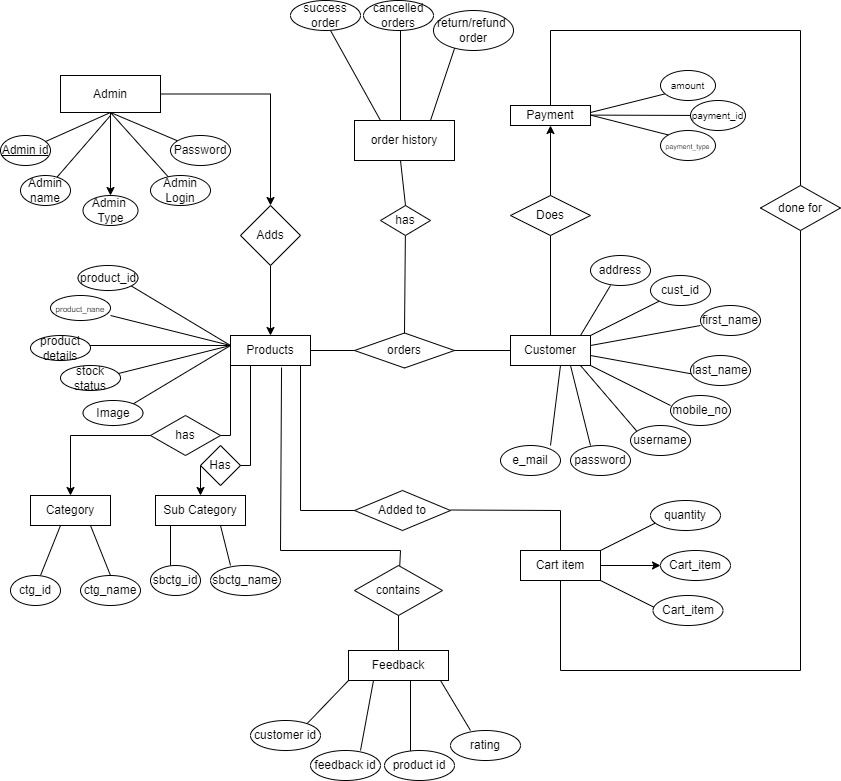 success
order
cancelled
orders
return/refund
order
order history
has
Admin
Admin id
Admin
name
Admin
Type
Admin
Login
Password
Adds
Payment
amount
payment_id
payment_type
Does
done for
product_id
product_name
product
details
stock
status
Image
Products
orders
Customer
address
cust_id
first_name
last_name
mobile_no
username
password
e_mail
has
Has
Category
Sub Category
ctg_id
ctg_name
sbctg_id
sbctg_name
Added to
Cart item
quantity
Cart_item
Cart_item
contains
Feedback
customer id
feedback id
product id
rating